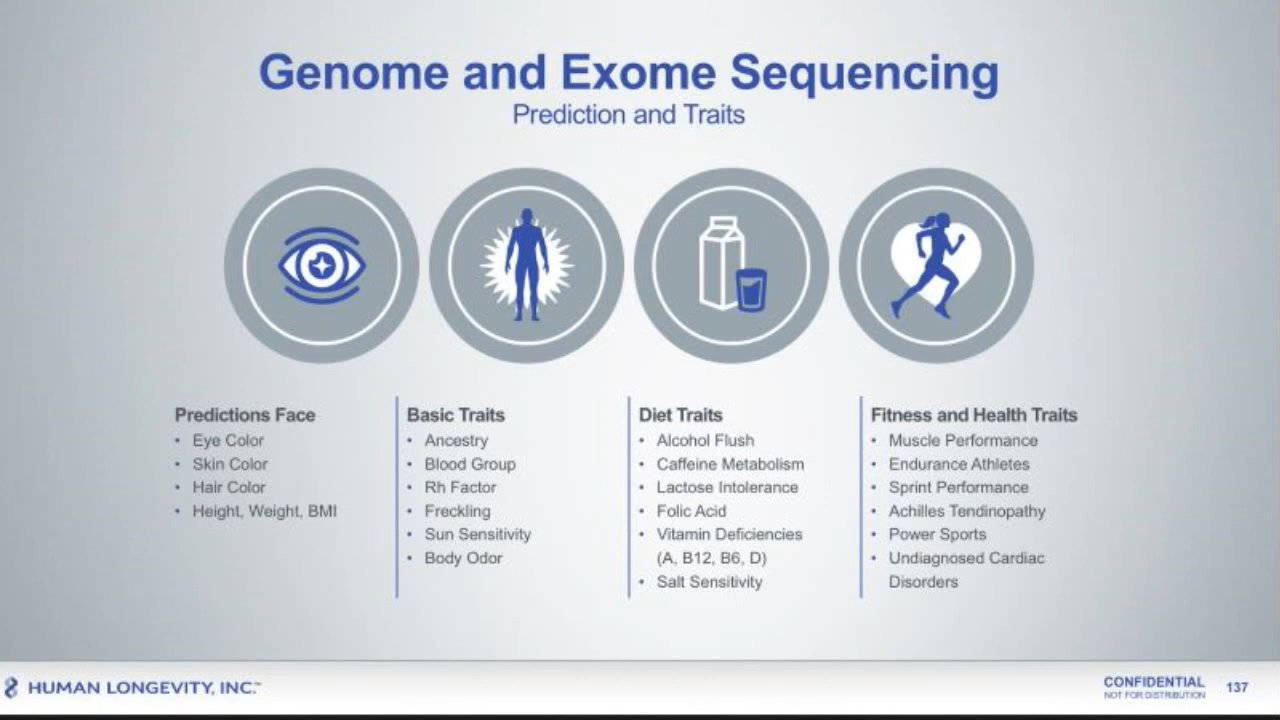 Genome and Exome Sequencing
Prediction and Traits
Predictions Face
• Eye Color
• Skin Color
• Hair Color
• Height, Weight, BMI
Basic Traits
• Ancestry
• Blood Group
• Rh Factor
• Freckling
• Sun Sensitivity
• Body Odor
Diet Traits
• Alcohol Flush
• Caffeine Metabolism
• Lactose Intolerance
• Folic Acid
• Vitamin Deficiencies
(A, B12, B6, D)
• Salt Sensitivity
Fitness and Health Traits
• Muscle Performance
• Endurance Athletes
• Sprint Performance
• Achilles Tendinopathy
• Power Sports
• Undiagnosed Cardiac
Disorders
HUMAN LONGEVITY, INC.™
CONFIDENTIAL
NOT FOR DISTRIBUTION
137